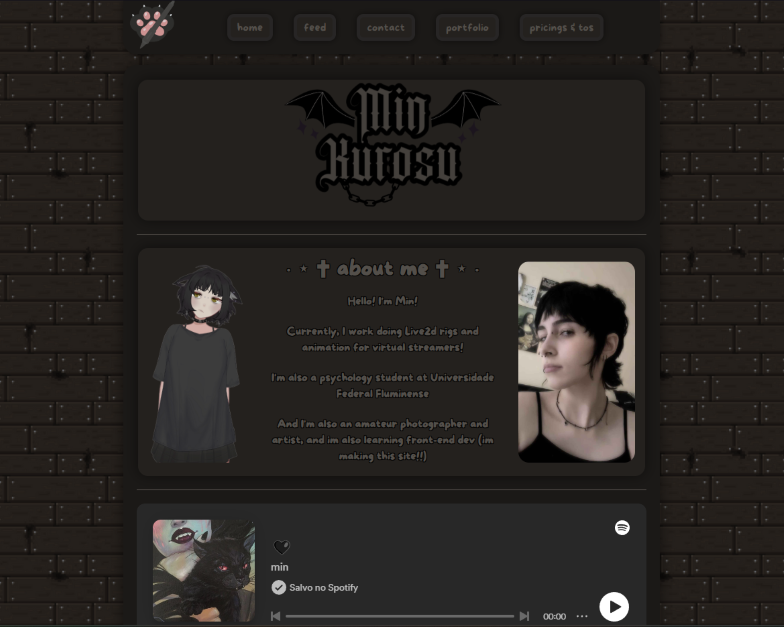 home feed contact portfolio pricings & tos
Min
Kurosu
about me
Hello! I'm Min!
Currently, I work doing Live2d rigs and
animation for virtual streamers!
I'm also a psychology student at Universidade
Federal Fluminense
And I'm also an amateur photographer and
artist, and im also learning front-end dev (im
making this site!!)
min
Salvo no Spotify
00:00